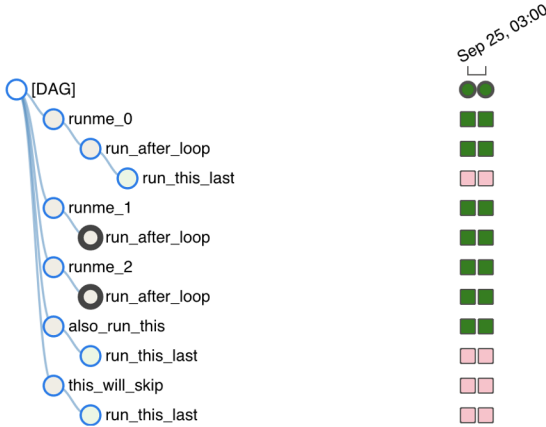 Sep 25, 03:00
[DAG]
runme_0
run_after_loop
run_this_last
runme_1
run_after_loop
runme_2
run_after_loop
also_run_this
run_this_last
this_will_skip
run_this_last